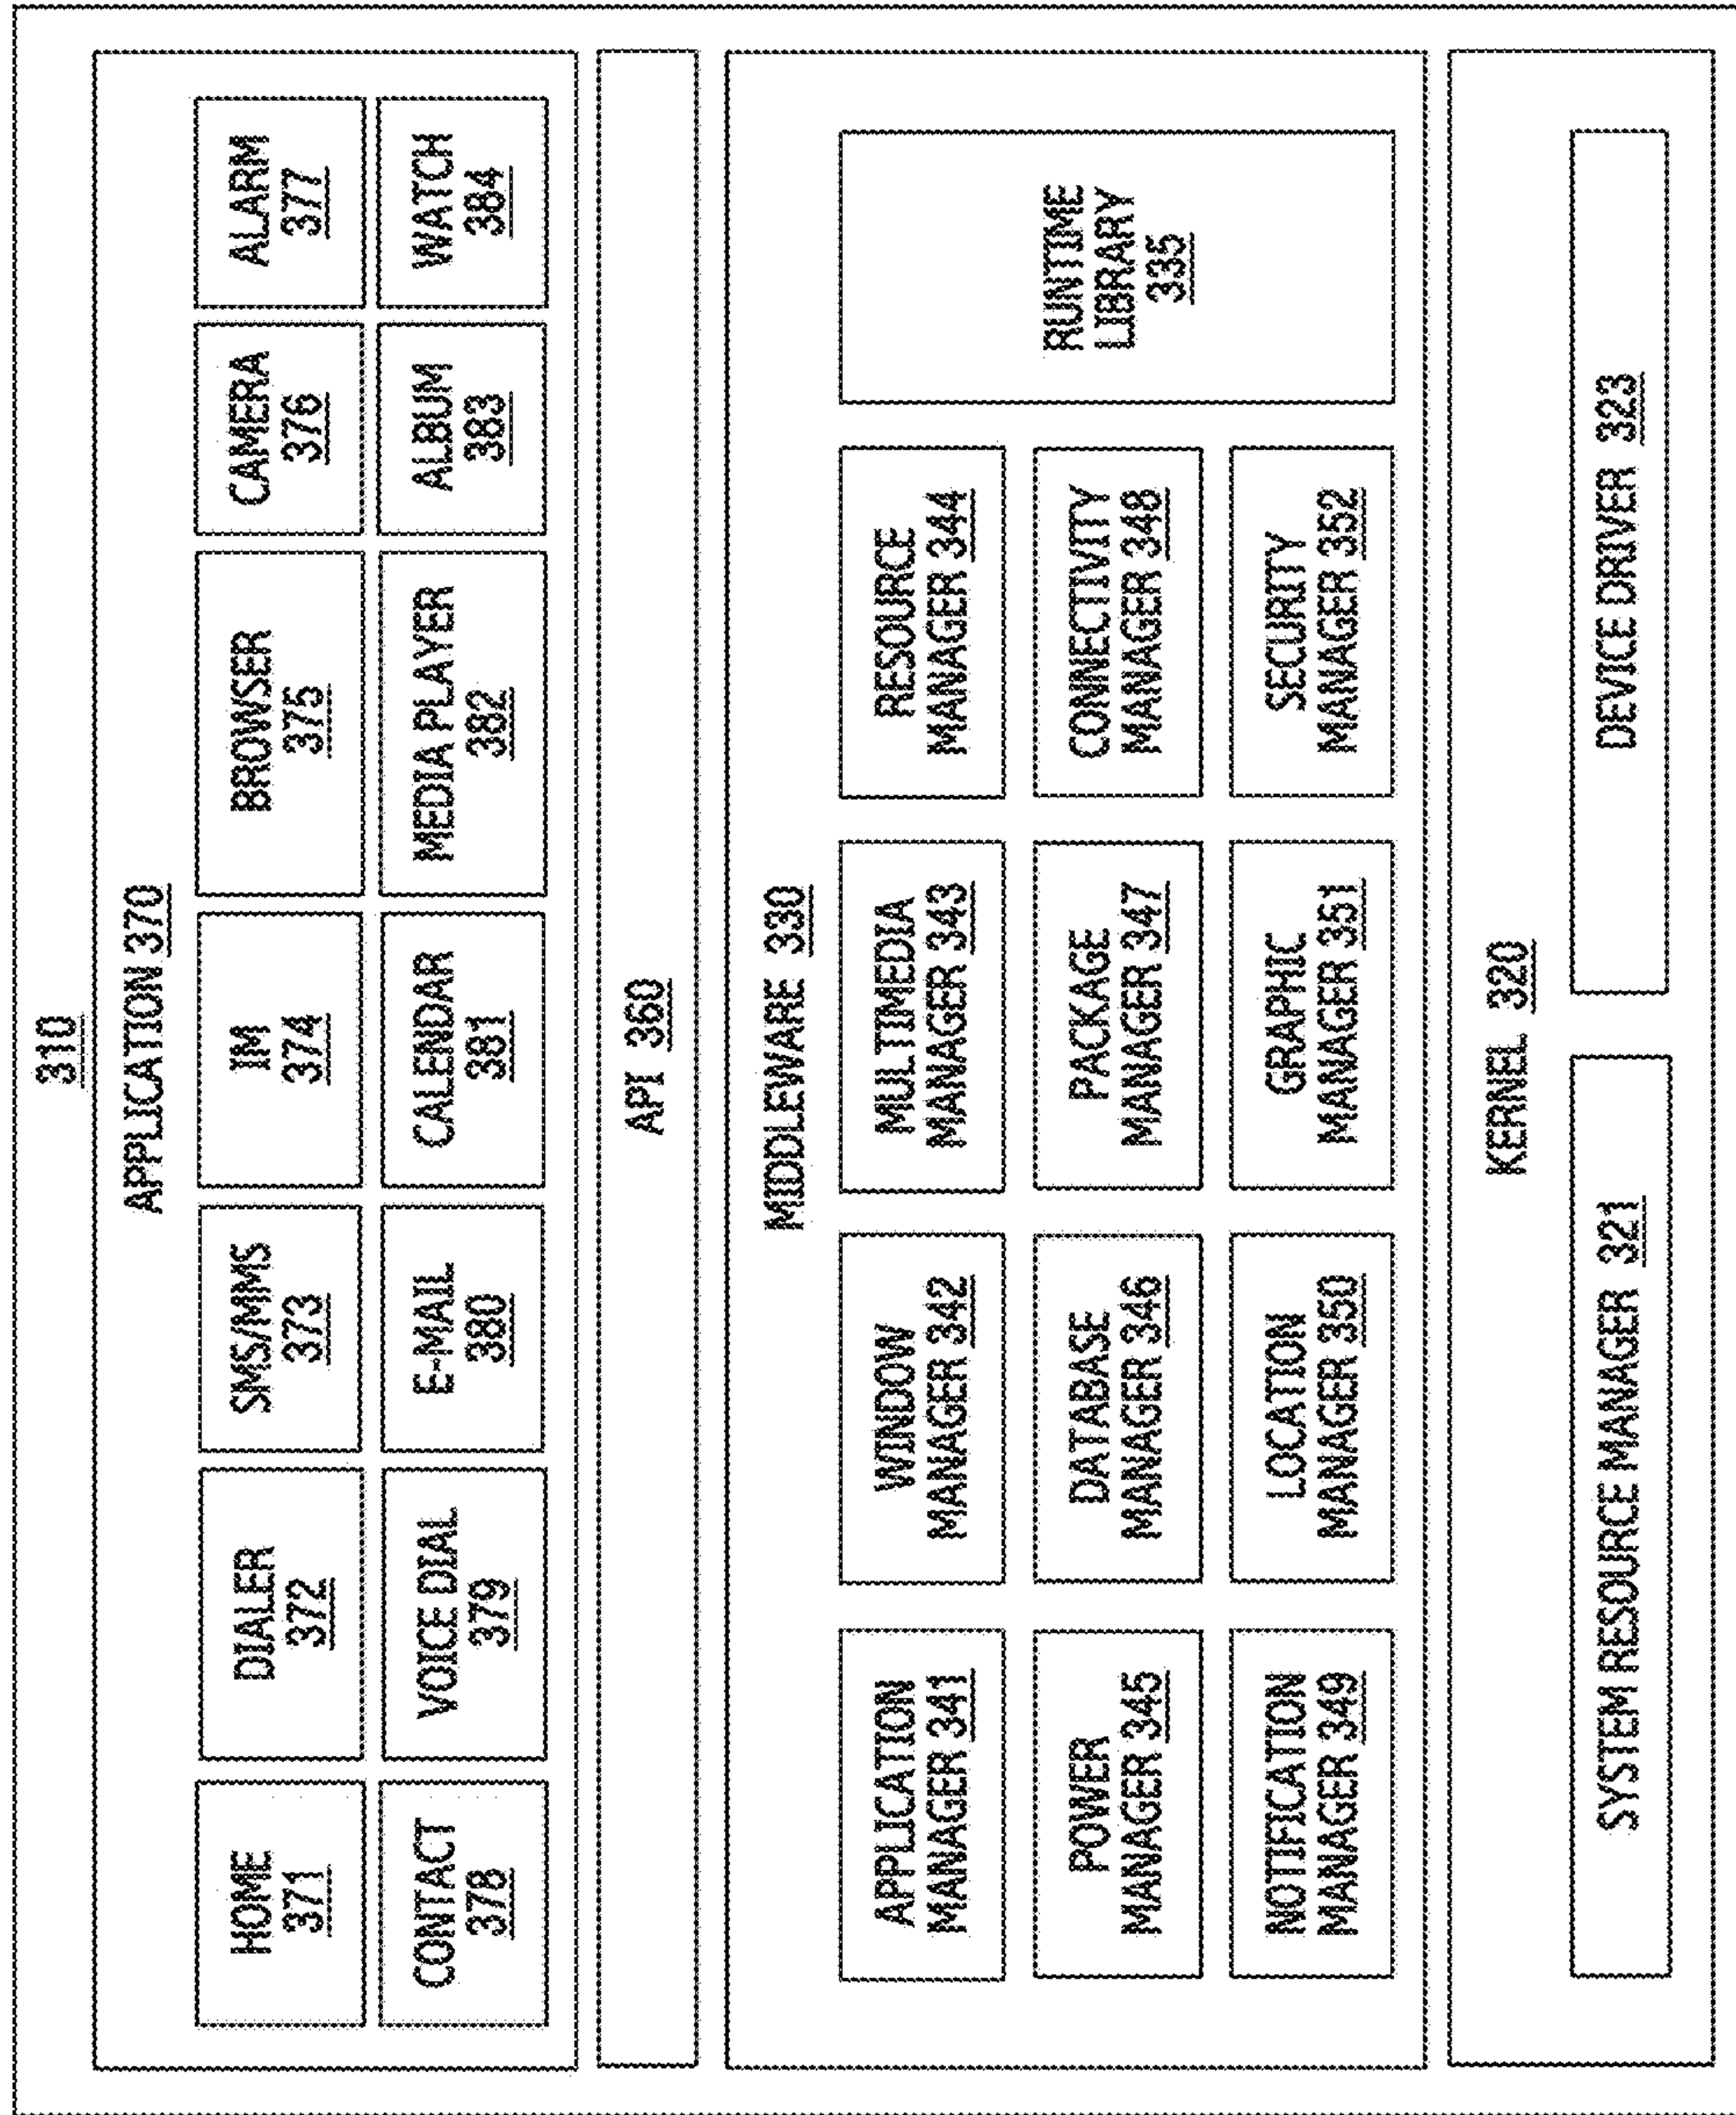 310
APPLICATION 370
HOME
371
DIALER
372
SMS/MMS
373
IM
374
BROWSER
375
CAMERA
376
ALARM
377
CONTACT
378
VOICE DIAL
379
E-MAIL
380
CALENDAR
381
MEDIA PLAYER
382
ALBUM
383
WATCH
384
API 360
MIDDLEWARE 330
APPLICATION
MANAGER 341
WINDOW
MANAGER 342
MULTIMEDIA
MANAGER 343
RESOURCE
MANAGER 344
POWER
MANAGER 345
DATABASE
MANAGER 346
PACKAGE
MANAGER 347
CONNECTIVITY
MANAGER 348
NOTIFICATION
MANAGER 349
LOCATION
MANAGER 350
GRAPHIC
MANAGER 351
SECURITY
MANAGER 352
RUNTIME
LIBRARY
335
KERNEL 320
SYSTEM RESOURCE MANAGER 321
DEVICE DRIVER 323